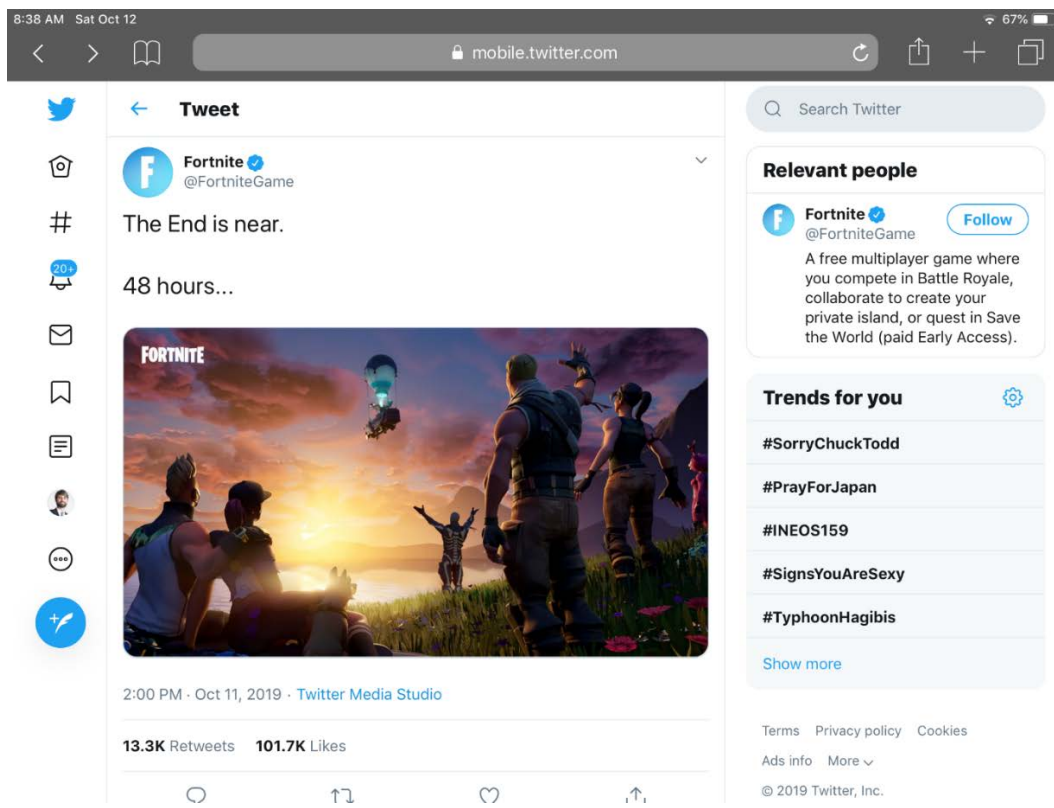 8:38 AM Sat Oct 12
67%
mobile.twitter.com
Tweet
Search Twitter
Fortnite
@FortniteGame
The End is near.
48 hours...
FORTNITE
2:00 PM · Oct 11, 2019 · Twitter Media Studio
13.3K Retweets 101.7K Likes
20+
Relevant people
Fortnite
@FortniteGame
Follow
A free multiplayer game where
you compete in Battle Royale,
collaborate to create your
private island, or quest in Save
the World (paid Early Access).
Trends for you
#SorryChuckTodd
#PrayForJapan
#INEOS159
#SignsYouAreSexy
#TyphoonHagibis
Show more
Terms Privacy policy Cookies
Ads info More
© 2019 Twitter, Inc.